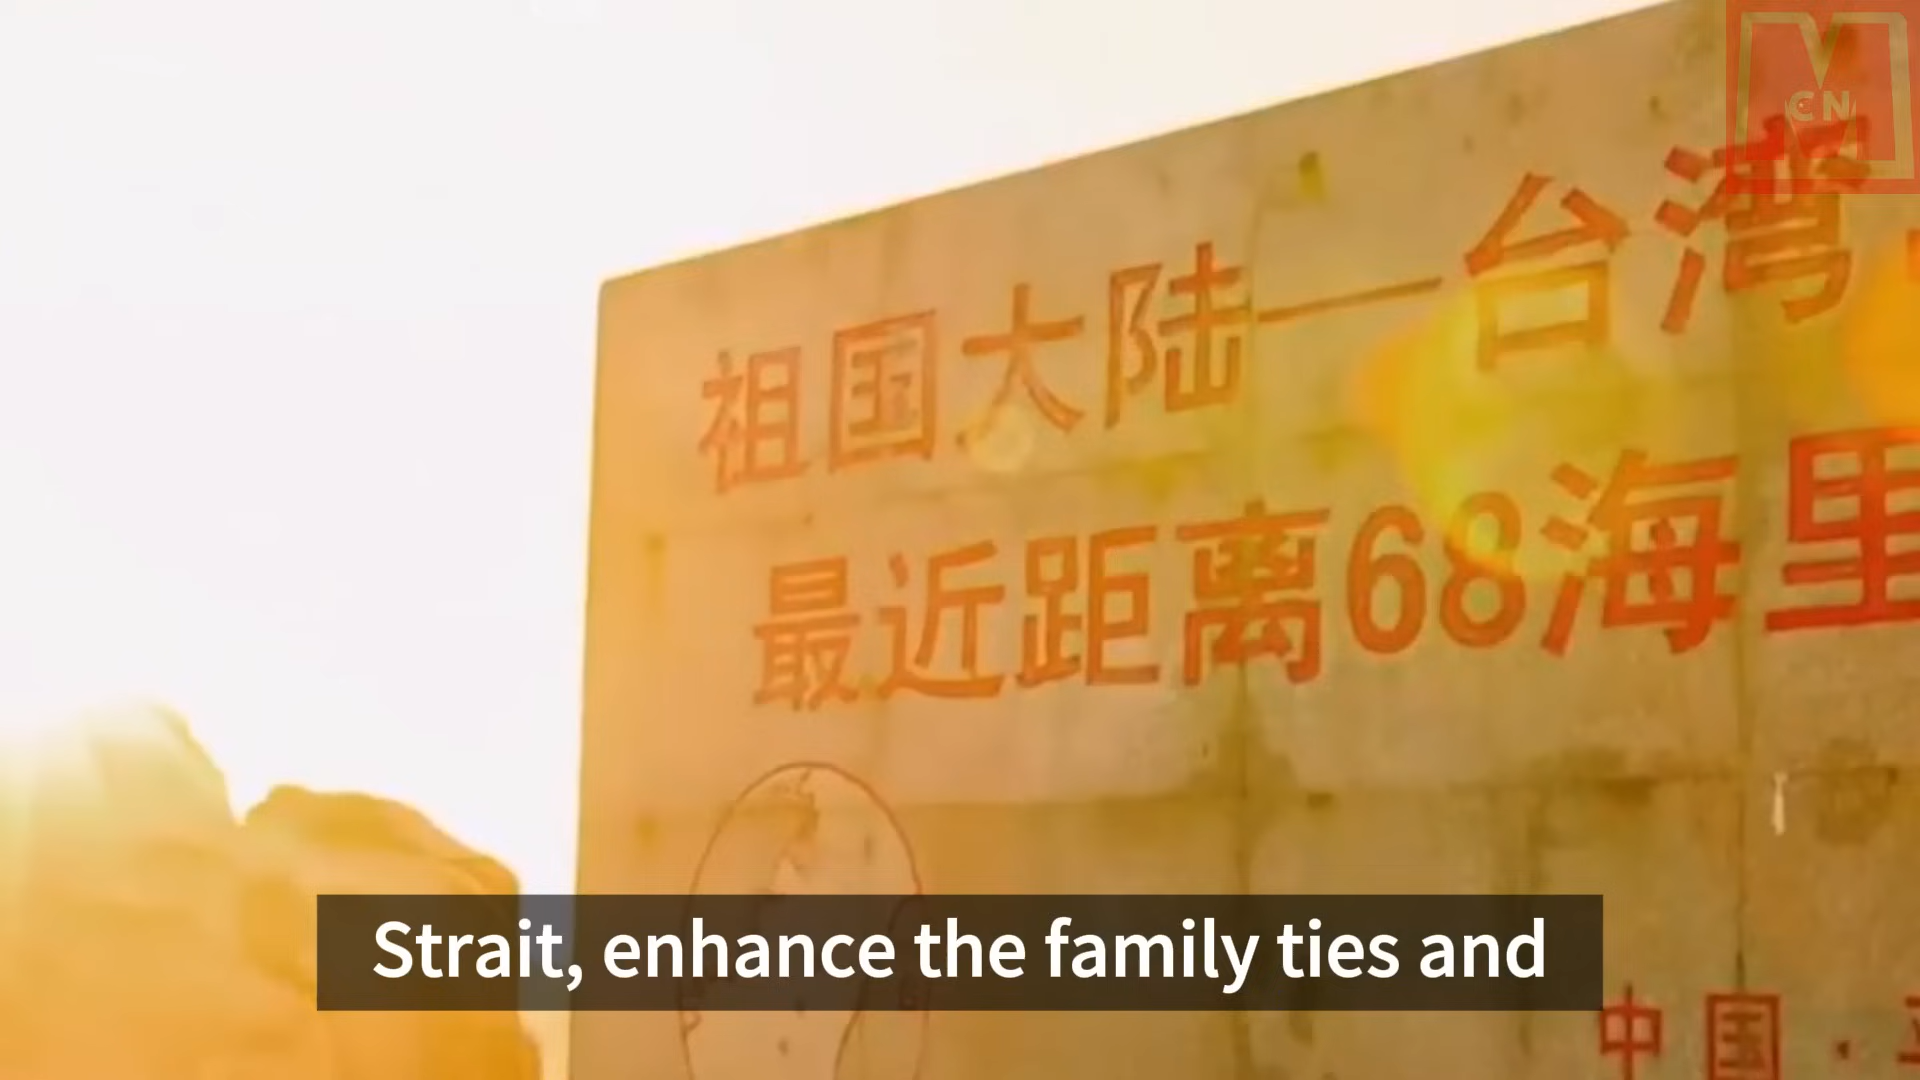 CN
祖国大陆—台湾
最近距离68海里
Strait, enhance the family ties and
中国·